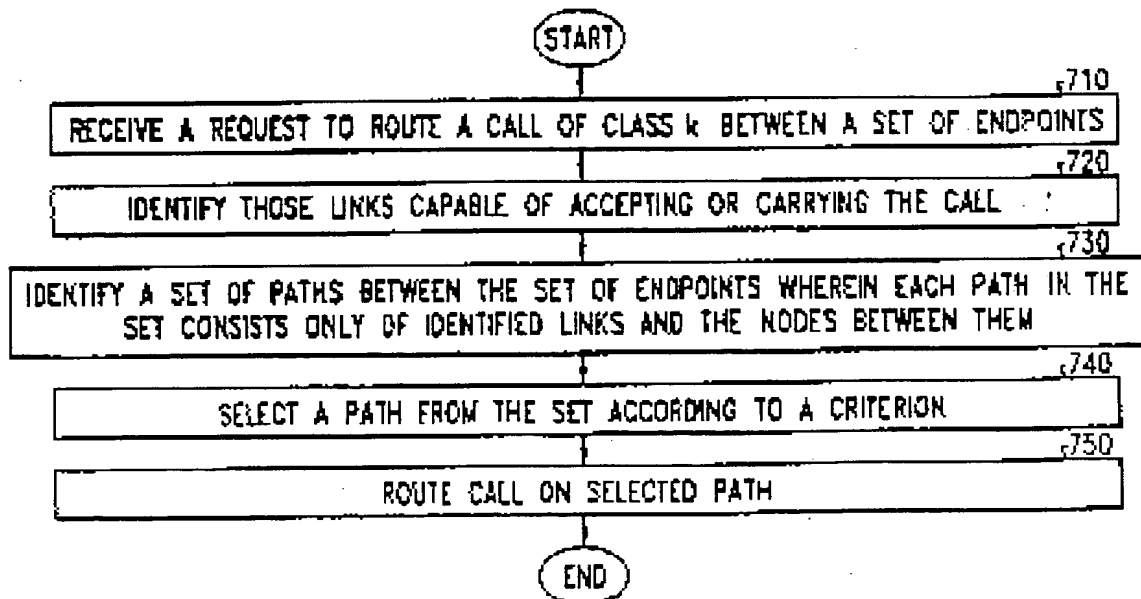 START
710
RECEIVE A REQUEST TO ROUTE A CALL OF CLASS k BETWEEN A SET OF ENDPOINTS
720
IDENTIFY THOSE LINKS CAPABLE OF ACCEPTING OR CARRYING THE CALL
730
IDENTIFY A SET OF PATHS BETWEEN THE SET OF ENDPOINTS WHEREIN EACH PATH IN THE
SET CONSISTS ONLY OF IDENTIFIED LINKS AND THE NODES BETWEEN THEM
740
SELECT A PATH FROM THE SET ACCORDING TO A CRITERION
750
ROUTE CALL ON SELECTED PATH
END